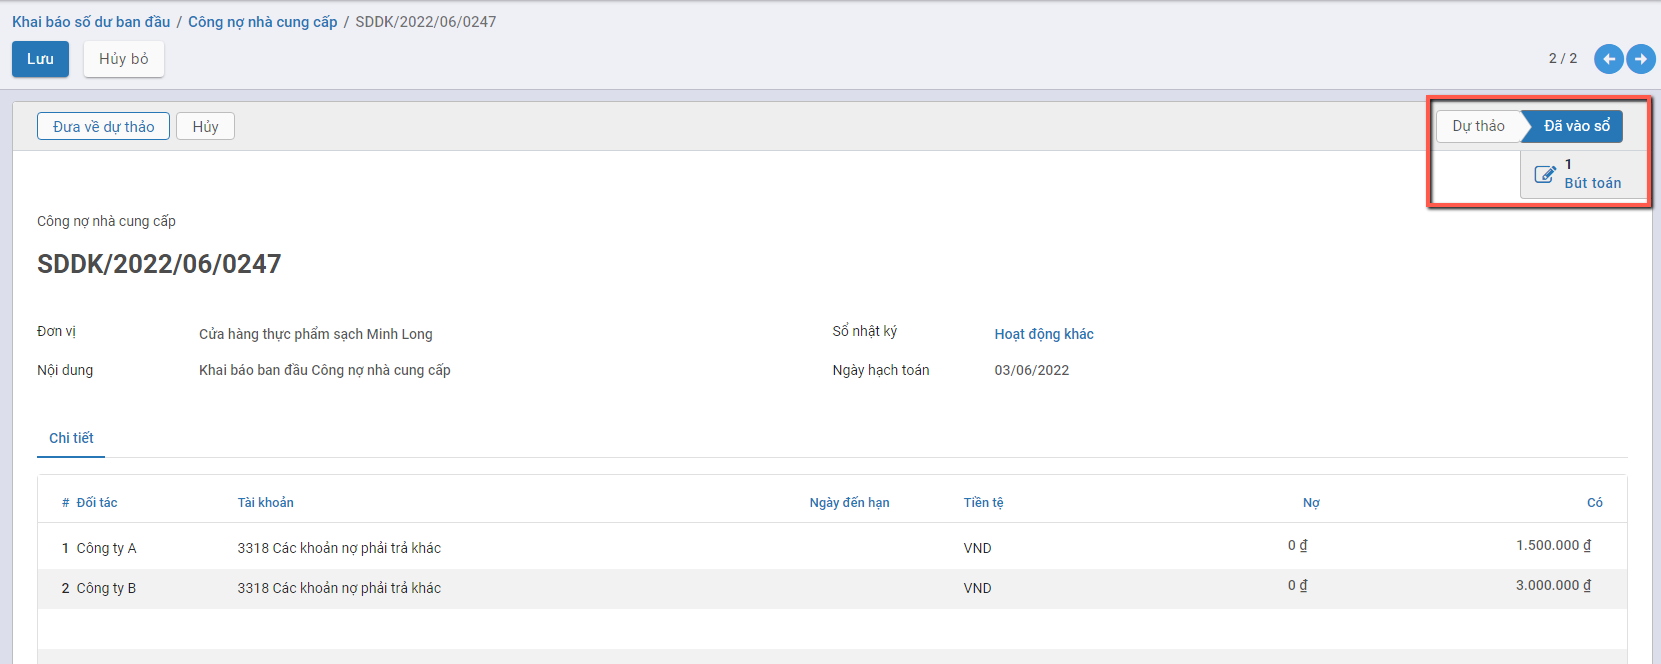 Khai báo số dư ban đầu / Công nợ nhà cung cấp / SDDK/2022/06/0247
Lưu Hủy bỏ 2 / 2
Đưa về dự thảo Hủy Dự thảo Đã vào sổ
1
Bút toán
Công nợ nhà cung cấp
SDDK/2022/06/0247
Đơn vị Cửa hàng thực phẩm sạch Minh Long Sổ nhật ký Hoạt động khác
Nội dung Khai báo ban đầu Công nợ nhà cung cấp Ngày hạch toán 03/06/2022
Chi tiết
# Đối tác Tài khoản Ngày đến hạn Tiền tệ Nợ Có
1 Công ty A 3318 Các khoản nợ phải trả khác VND 0 ₫ 1.500.000 ₫
2 Công ty B 3318 Các khoản nợ phải trả khác VND 0 ₫ 3.000.000 ₫